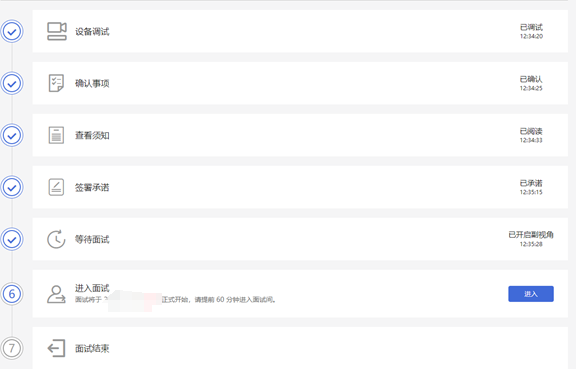 设备调试
已调试
12:34:20
确认事项
已确认
12:34:25
查看须知
已阅读
12:34:33
签署承诺
已承诺
12:35:15
等待面试
已开启副视角
12:35:28
6
进入面试
面试将于
正式开始，请提前 60 分钟进入面试间。
进入
7
面试结束